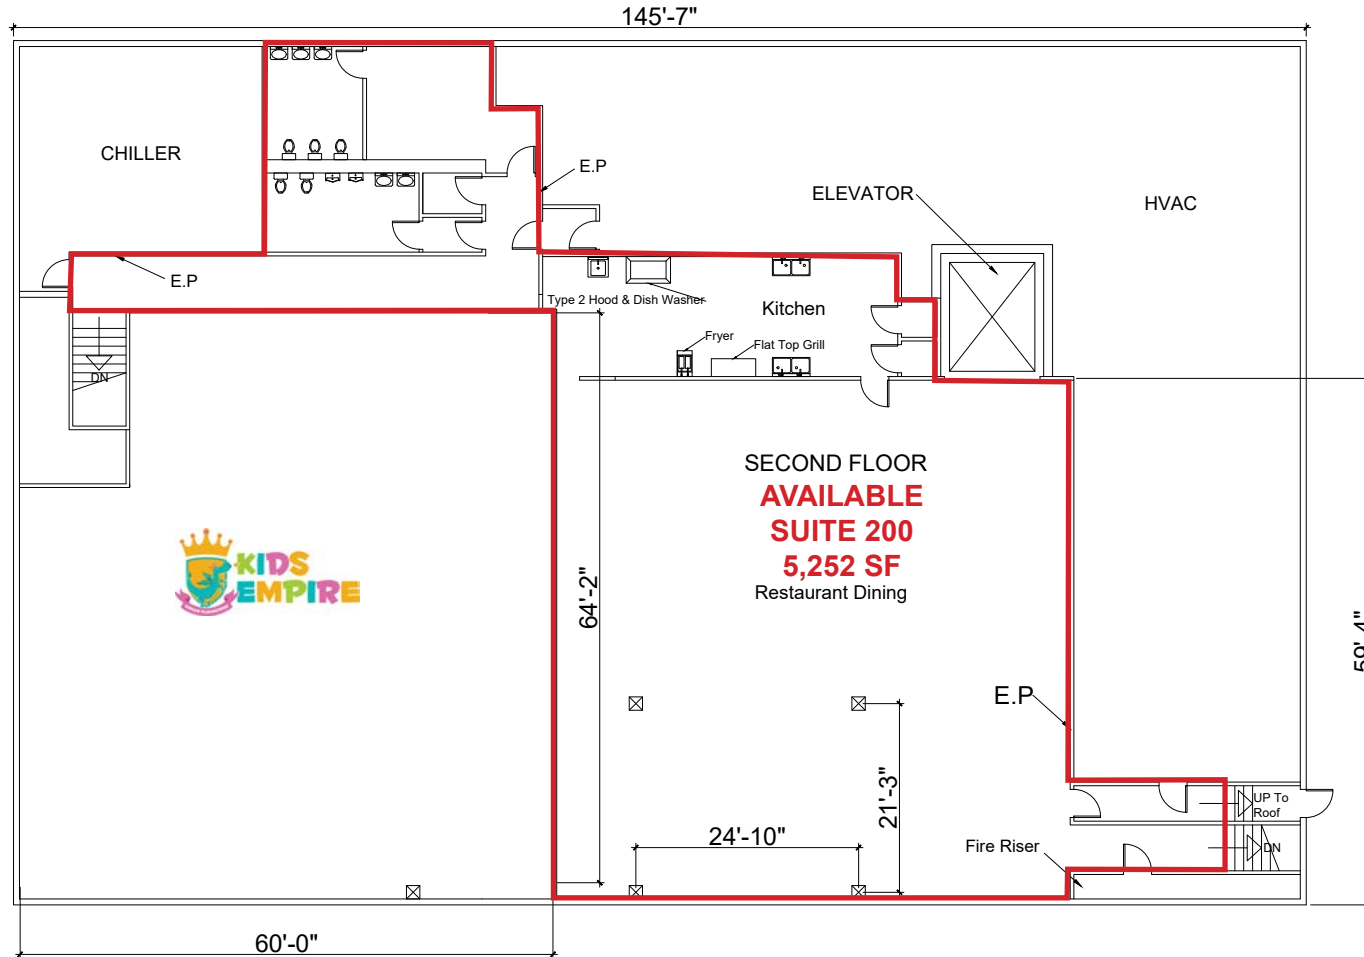 145'-7"
CHILLER
E.P
ELEVATOR
HVAC
E.P
Type 2 Hood & Dish Washer
Kitchen
Fryer
Flat Top Grill
DN
SECOND FLOOR
AVAILABLE
SUITE 200
5,252 SF
Restaurant Dining
KIDS
EMPIRE
64'-2"
59'-4"
E.P
21'-3"
24'-10"
UP To
Roof
Fire Riser
DN
60'-0"